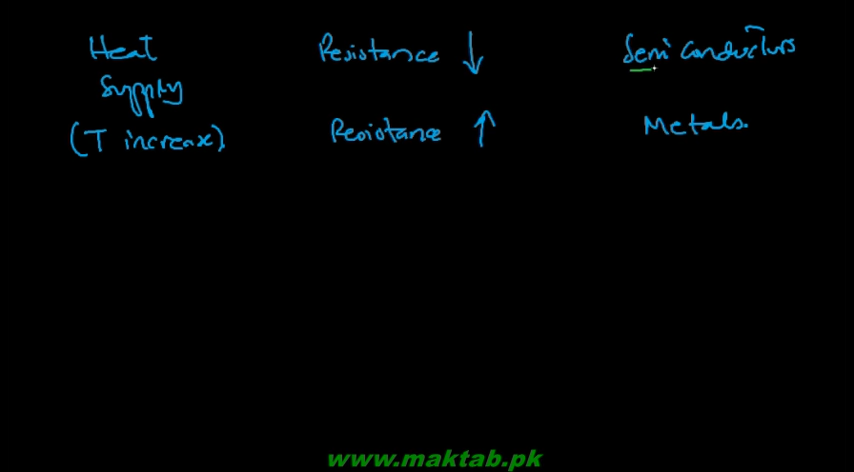 Heat Resistance ↓ Semi Conductors
Supply
(T increase) Resistance ↑ Metals.
www.maktab.pk